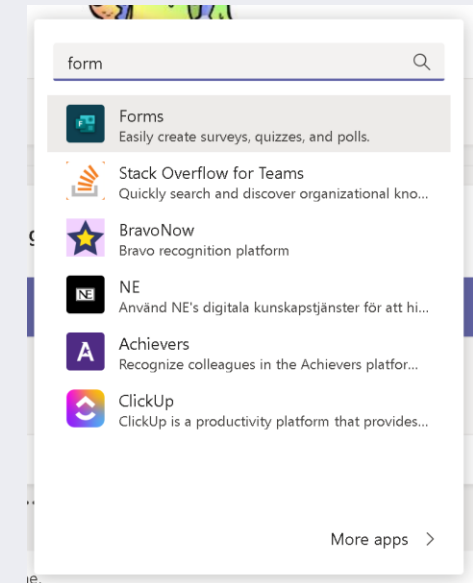 form
Forms
Easily create surveys, quizzes, and polls.
Stack Overflow for Teams
Quickly search and discover organizational kno...
BravoNow
Bravo recognition platform
NE
NE
Använd NE's digitala kunskapstjänster för att hi...
A
Achievers
Recognize colleagues in the Achievers platfor...
ClickUp
ClickUp is a productivity platform that provides...
More apps